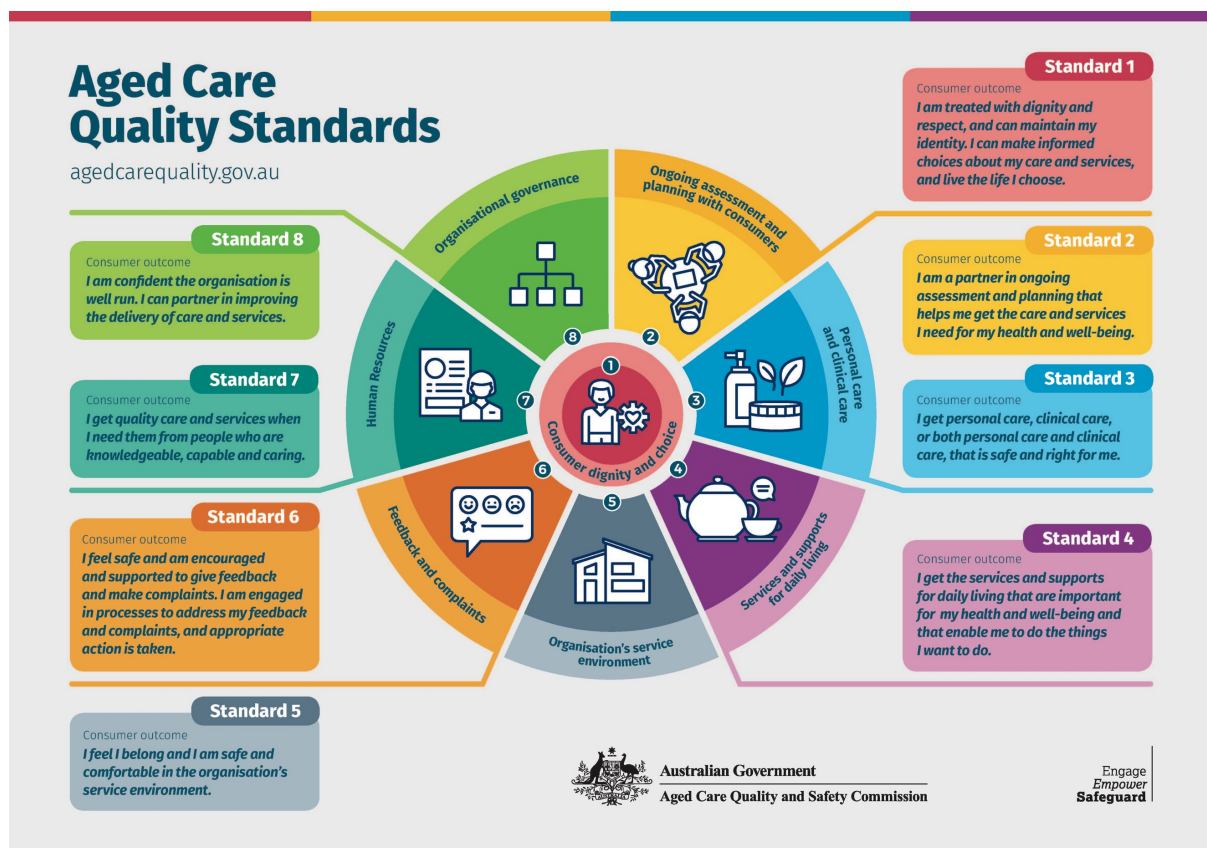 Aged Care
Quality Standards
agedcarequality.gov.au
Standard 1
Consumer outcome
I am treated with dignity and
respect, and can maintain my
identity. I can make informed
choices about my care and services,
and live the life I choose.
Standard 2
Consumer outcome
I am a partner in ongoing
assessment and planning that
helps me get the care and services
I need for my health and well-being.
Standard 3
Consumer outcome
I get personal care, clinical care,
or both personal care and clinical
care, that is safe and right for me.
Standard 4
Consumer outcome
I get the services and supports
for daily living that are important
for my health and well-being and
that enable me to do the things
I want to do.
Standard 8
Consumer outcome
I am confident the organisation is
well run. I can partner in improving
the delivery of care and services.
Standard 7
Consumer outcome
I get quality care and services when
I need them from people who are
knowledgeable, capable and caring.
Standard 6
Consumer outcome
I feel safe and am encouraged
and supported to give feedback
and make complaints. I am engaged
in processes to address my feedback
and complaints, and appropriate
action is taken.
Standard 5
Consumer outcome
I feel I belong and I am safe and
comfortable in the organisation's
service environment.
1
Consumer dignity and choice
2
Ongoing assessment and
planning with consumers
3
Personal care
and clinical care
4
Services and supports
for daily living
5
Organisation's service
environment
6
Feedback and complaints
7
Human Resources
8
Organisational governance
Australian Government
Aged Care Quality and Safety Commission
Engage
Empower
Safeguard